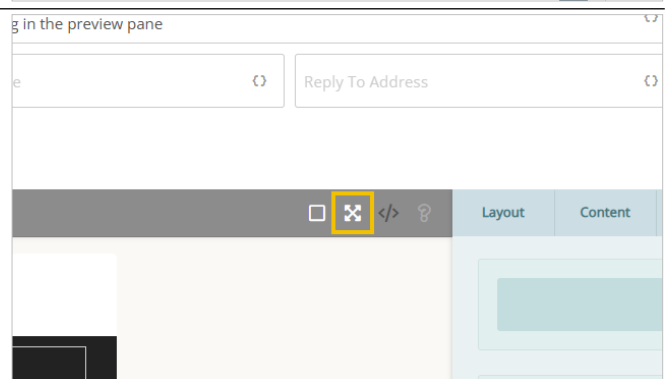 g in the preview pane
{}
e
{}
Reply To Address
{}
</>
?
Layout
Content